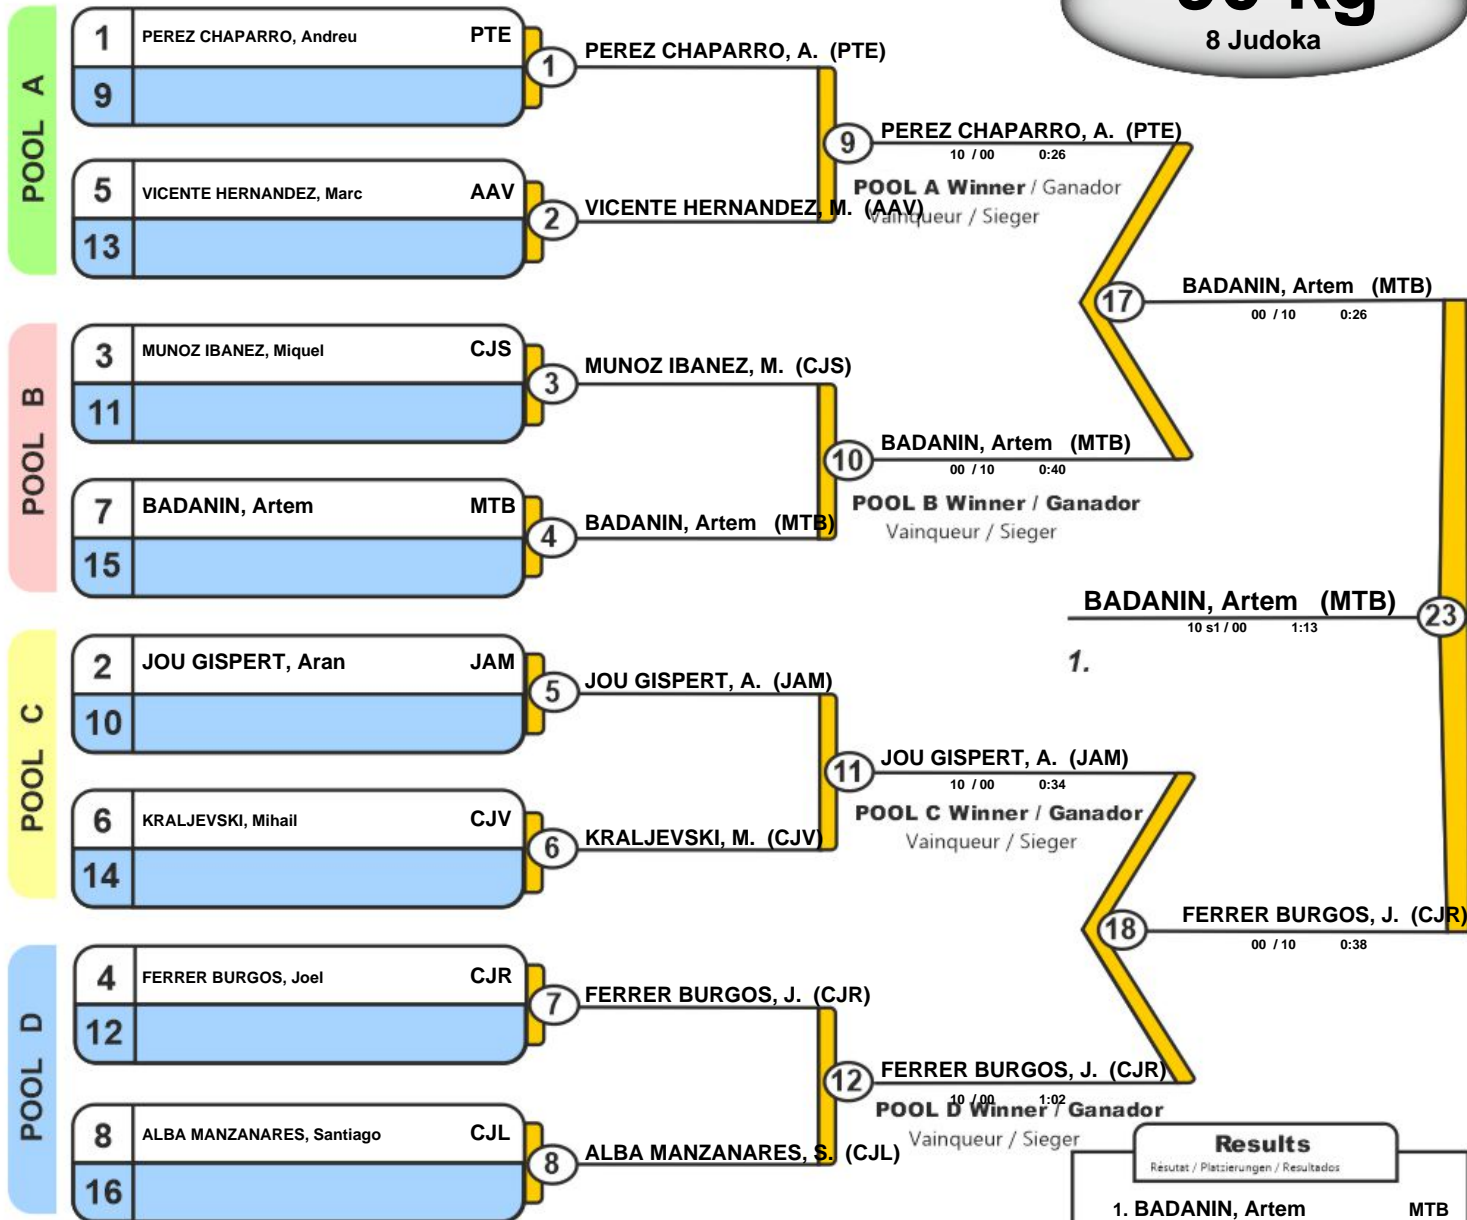 8 Judoka
POOL A
1 PEREZ CHAPARRO, Andreu PTE
9
1
PEREZ CHAPARRO, A. (PTE)
5 VICENTE HERNANDEZ, Marc AAV
13
2
VICENTE HERNANDEZ, M. (AAV)
9
PEREZ CHAPARRO, A. (PTE)
10 / 00 0:26
POOL A Winner / Ganador
Vainqueur / Sieger
POOL B
3 MUNOZ IBANEZ, Miquel CJS
11
3
MUNOZ IBANEZ, M. (CJS)
7 BADANIN, Artem MTB
15
4
BADANIN, Artem (MTB)
10
BADANIN, Artem (MTB)
00 / 10 0:40
POOL B Winner / Ganador
Vainqueur / Sieger
17
BADANIN, Artem (MTB)
00 / 10 0:26
BADANIN, Artem (MTB)
10 s1 / 00 1:13
23
1.
POOL C
2 JOU GISPERT, Aran JAM
10
5
JOU GISPERT, A. (JAM)
6 KRALJEVSKI, Mihail CJV
14
6
KRALJEVSKI, M. (CJV)
11
JOU GISPERT, A. (JAM)
10 / 00 0:34
POOL C Winner / Ganador
Vainqueur / Sieger
POOL D
4 FERRER BURGOS, Joel CJR
12
7
FERRER BURGOS, J. (CJR)
8 ALBA MANZANARES, Santiago CJL
16
8
ALBA MANZANARES, S. (CJL)
12
FERRER BURGOS, J. (CJR)
10 / 00 1:02
POOL D Winner / Ganador
Vainqueur / Sieger
18
FERRER BURGOS, J. (CJR)
00 / 10 0:38
Results
Résutat / Platzierungen / Resultados
1. BADANIN, Artem MTB